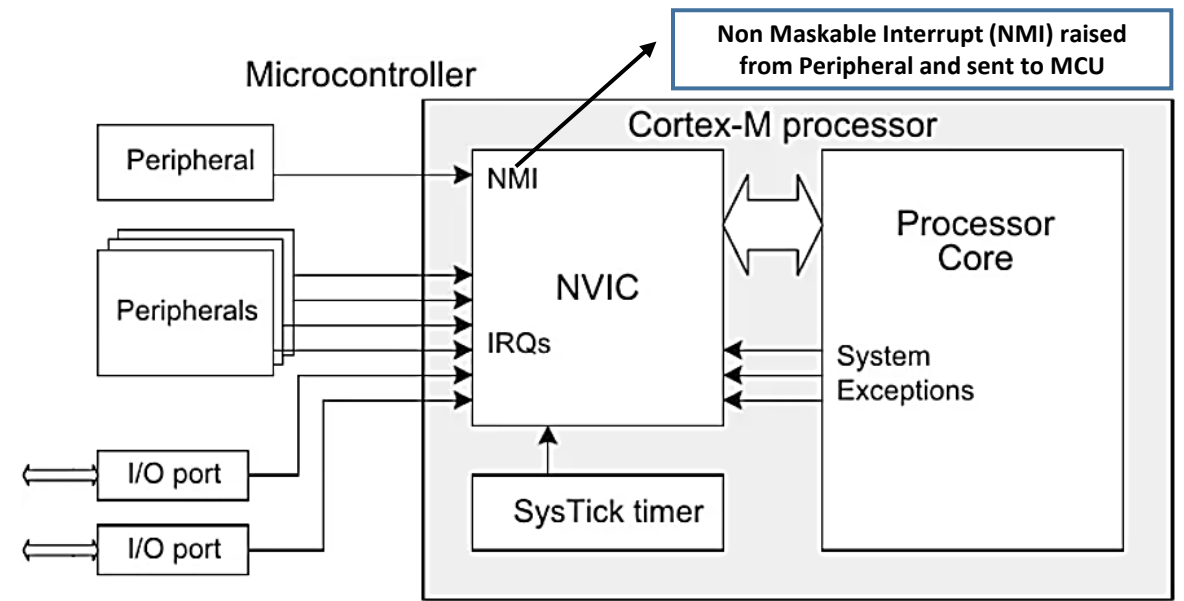 Non Maskable Interrupt (NMI) raised
from Peripheral and sent to MCU
Microcontroller
Cortex-M processor
Peripheral
NMI
Processor
Core
NVIC
Peripherals
IRQs
System
Exceptions
I/O port
SysTick timer
I/O port